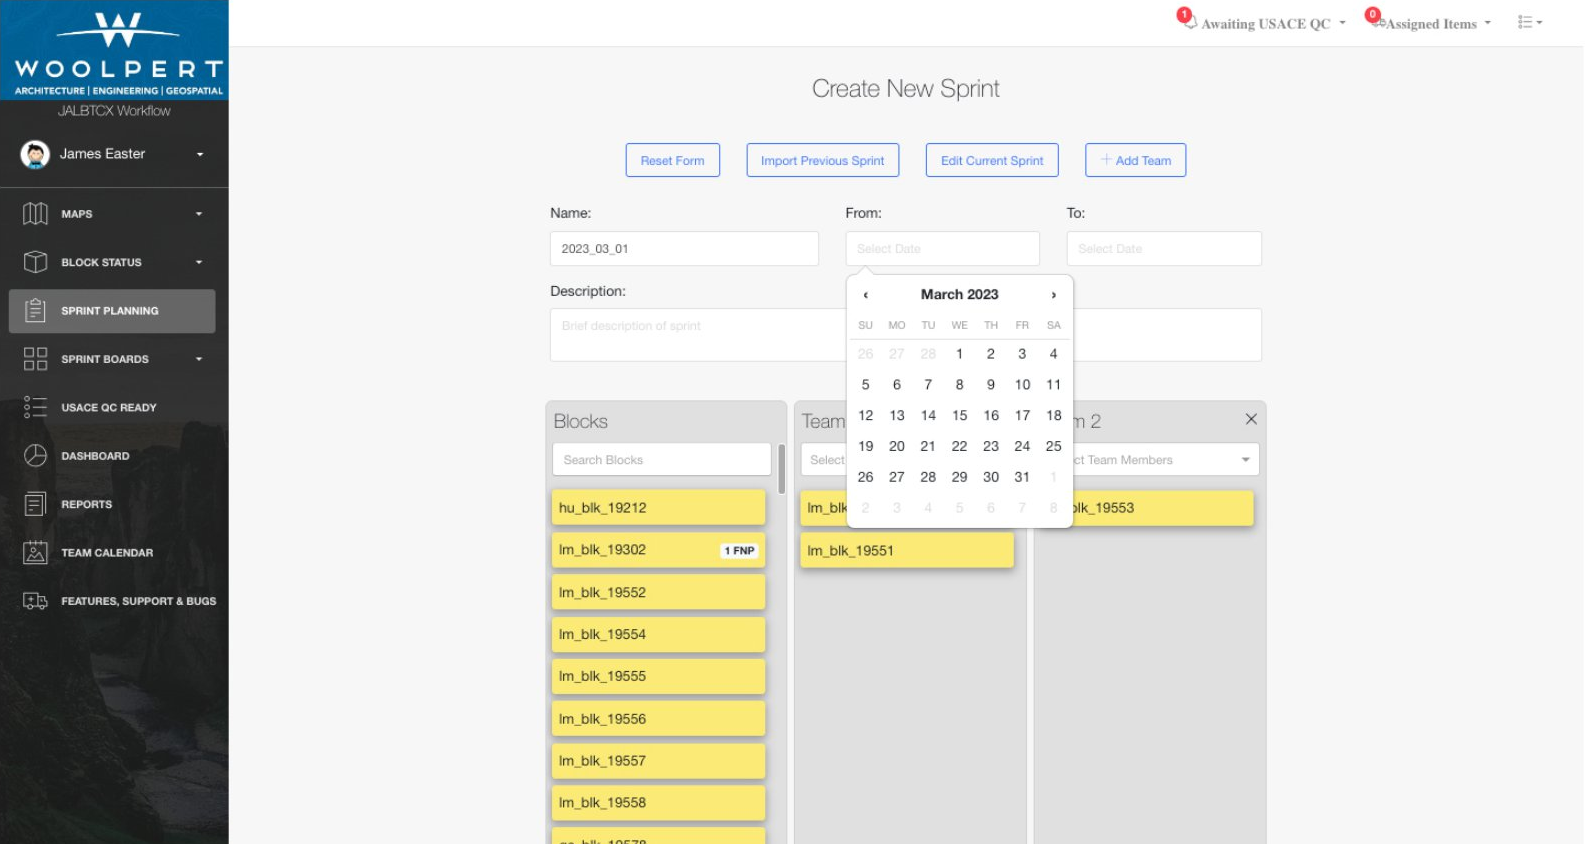 WOOLPERT
ARCHITECTURE | ENGINEERING | GEOSPATIAL
JALBTCX Workflow
James Easter
MAPS
BLOCK STATUS
SPRINT PLANNING
SPRINT BOARDS
USACE QC READY
DASHBOARD
REPORTS
TEAM CALENDAR
FEATURES, SUPPORT & BUGS
1 Awaiting USACE QC
0 Assigned Items
Create New Sprint
Reset Form
Import Previous Sprint
Edit Current Sprint
+ Add Team
Name: From: To:
2023_03_01 Select Date Select Date
Description:
Brief description of sprint
‹ March 2023 ›
SU MO TU WE TH FR SA
26 27 28 1 2 3 4
5 6 7 8 9 10 11
12 13 14 15 16 17 18
19 20 21 22 23 24 25
26 27 28 29 30 31 1
2 3 4 5 6 7 8
Blocks
Search Blocks
hu_blk_19212
lm_blk_19302 1 FNP
lm_blk_19552
lm_blk_19554
lm_blk_19555
lm_blk_19556
lm_blk_19557
lm_blk_19558
Team
Select
lm_blk
lm_blk_19551
m 2
ct Team Members
blk_19553